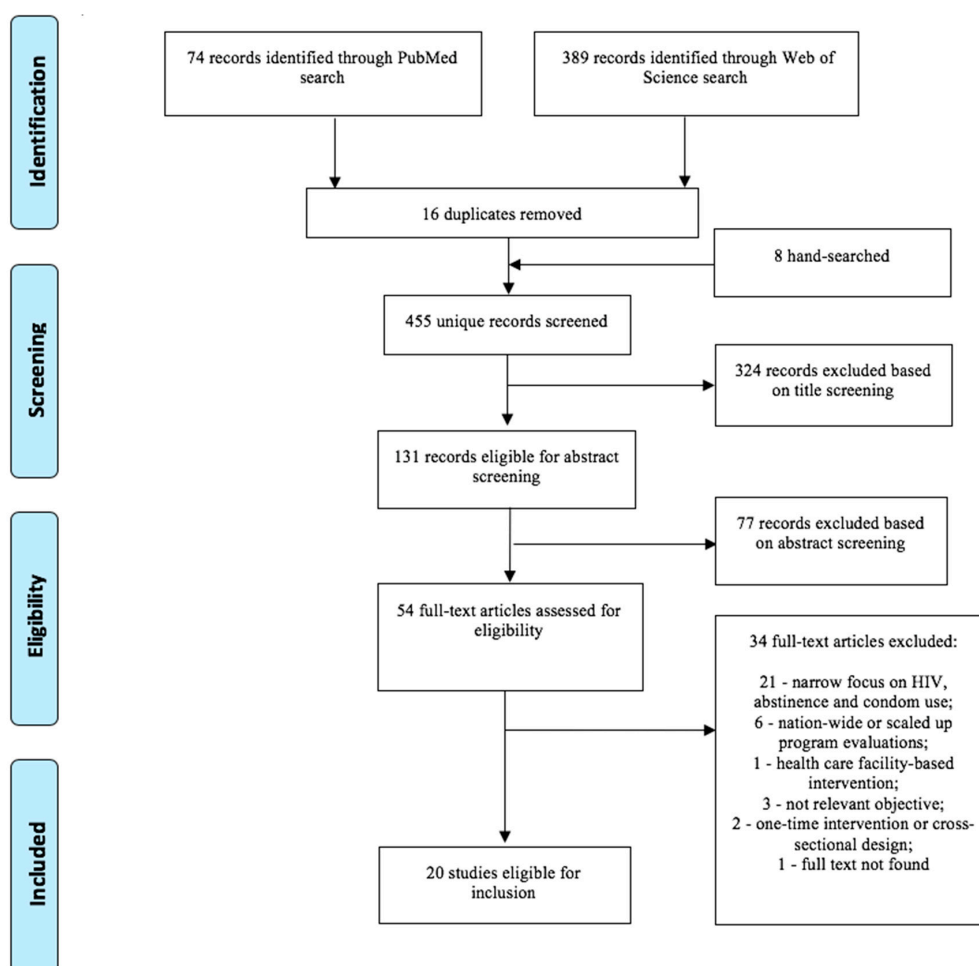 Identification
74 records identified through PubMed
search
389 records identified through Web of
Science search
16 duplicates removed
8 hand-searched
Screening
455 unique records screened
324 records excluded based
on title screening
131 records eligible for abstract
screening
77 records excluded based
on abstract screening
Eligibility
54 full-text articles assessed for
eligibility
34 full-text articles excluded:
21 - narrow focus on HIV,
abstinence and condom use;
6 - nation-wide or scaled up
program evaluations;
1 - health care facility-based
intervention;
3 - not relevant objective;
2 - one-time intervention or cross-
sectional design;
1 - full text not found
Included
20 studies eligible for
inclusion